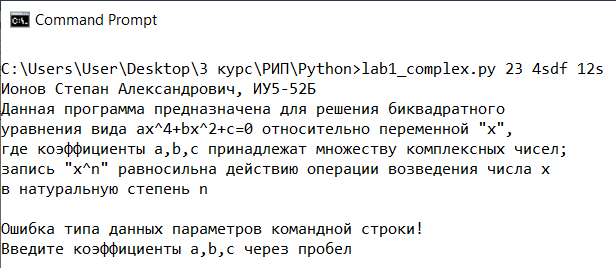 Command Prompt
C:\Users\User\Desktop\3 курс\РИП\Python>lab1_complex.py 23 4sdf 12s
Ионов Степан Александрович, ИУ5-52Б
Данная программа предназначена для решения биквадратного
уравнения вида ax^4+bx^2+c=0 относительно переменной "x",
где коэффициенты a,b,c принадлежат множеству комплексных чисел;
запись "x^n" равносильна действию операции возведения числа x
в натуральную степень n
Ошибка типа данных параметров командной строки!
Введите коэффициенты a,b,c через пробел